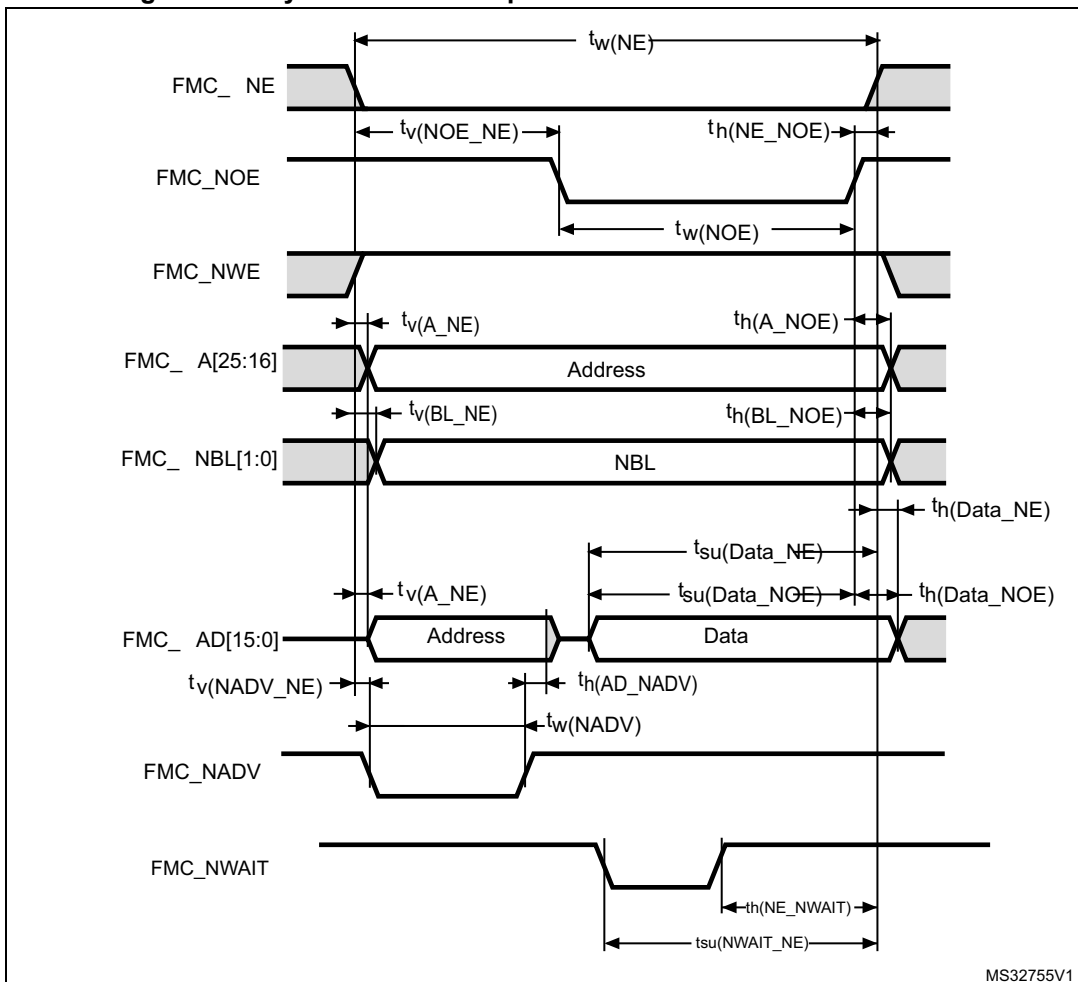 tw(NE)
FMC_ NE
tv(NOE_NE)
th(NE_NOE)
FMC_NOE
tw(NOE)
FMC_NWE
tv(A_NE)
th(A_NOE)
FMC_ A[25:16]
Address
tv(BL_NE)
th(BL_NOE)
FMC_ NBL[1:0]
NBL
th(Data_NE)
tsu(Data_NE)
tv(A_NE)
tsu(Data_NOE)
th(Data_NOE)
FMC_ AD[15:0]
Address
Data
tv(NADV_NE)
th(AD_NADV)
tw(NADV)
FMC_NADV
FMC_NWAIT
th(NE_NWAIT)
tsu(NWAIT_NE)
MS32755V1